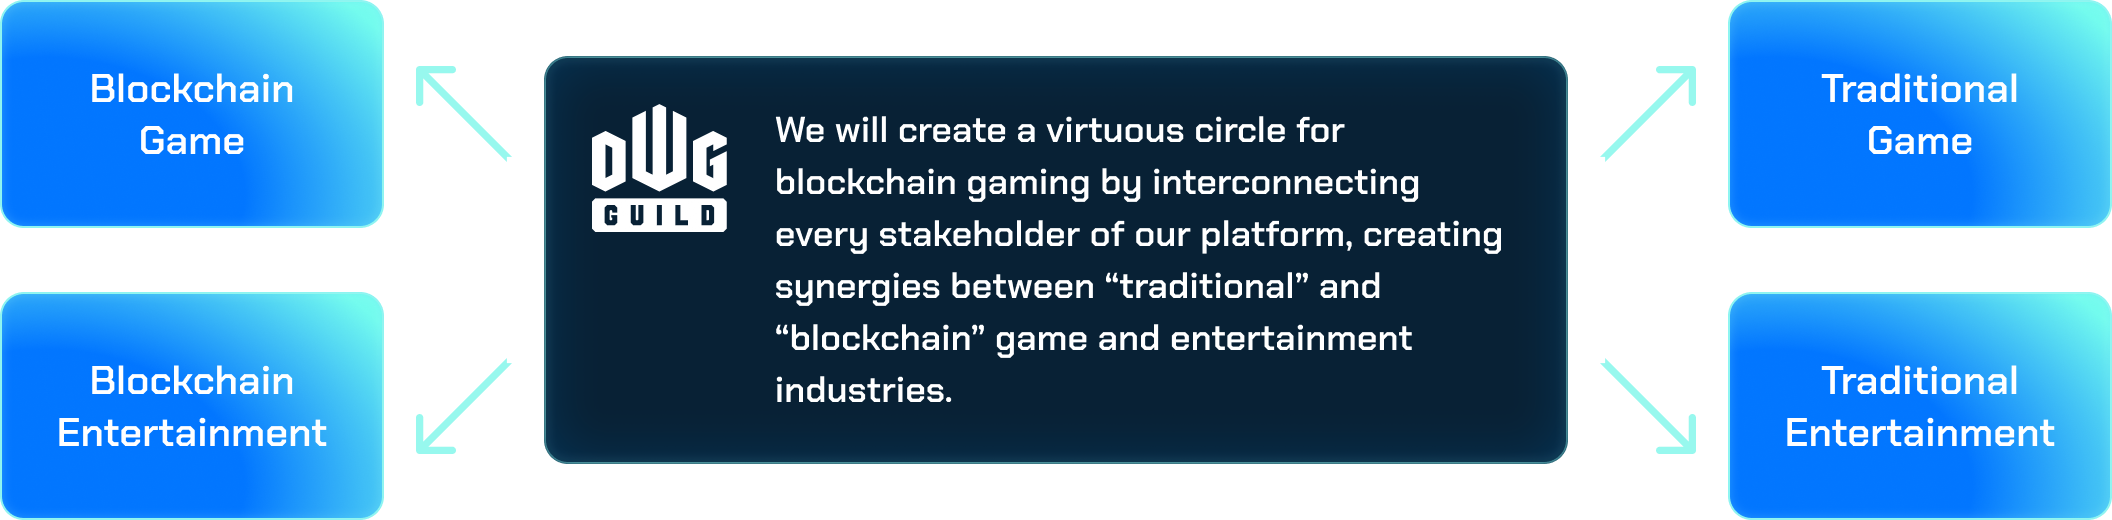 Blockchain
Game
Blockchain
Entertainment
DWG
GUILD
We will create a virtuous circle for
blockchain gaming by interconnecting
every stakeholder of our platform, creating
synergies between “traditional” and
“blockchain” game and entertainment
industries.
Traditional
Game
Traditional
Entertainment